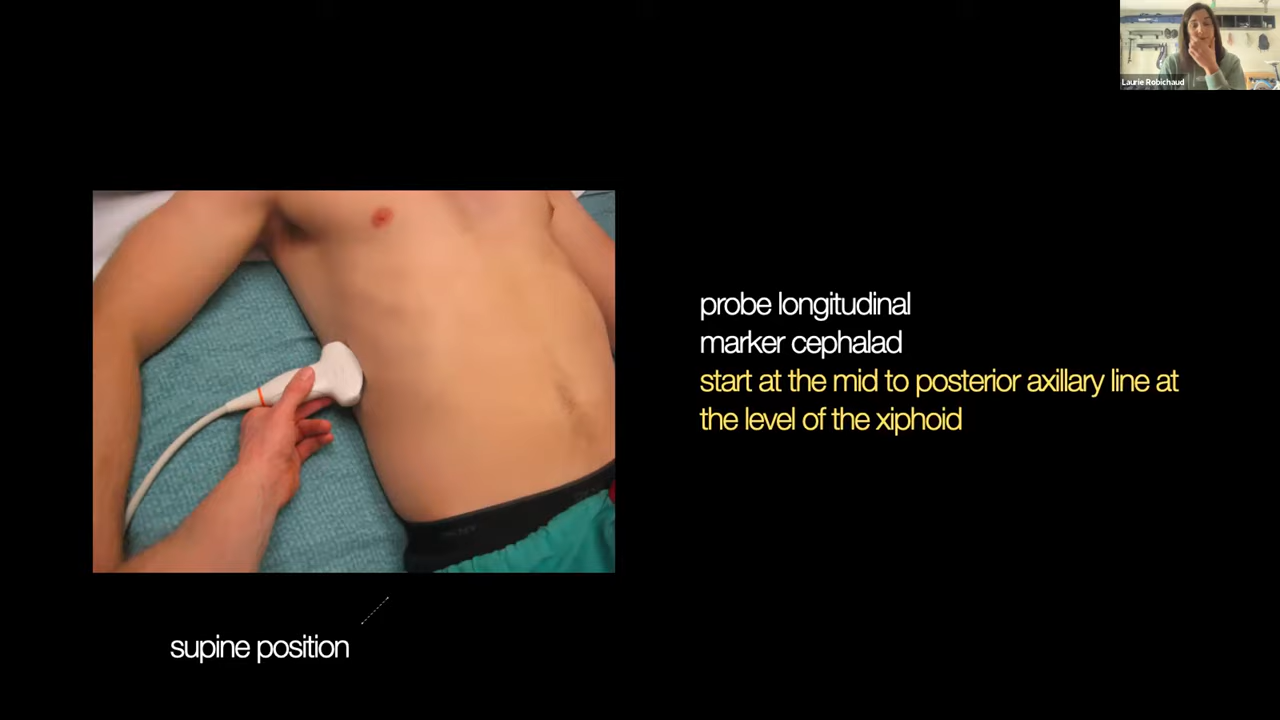 Laurie Robichaud
probe longitudinal
marker cephalad
start at the mid to posterior axillary line at
the level of the xiphoid
supine position